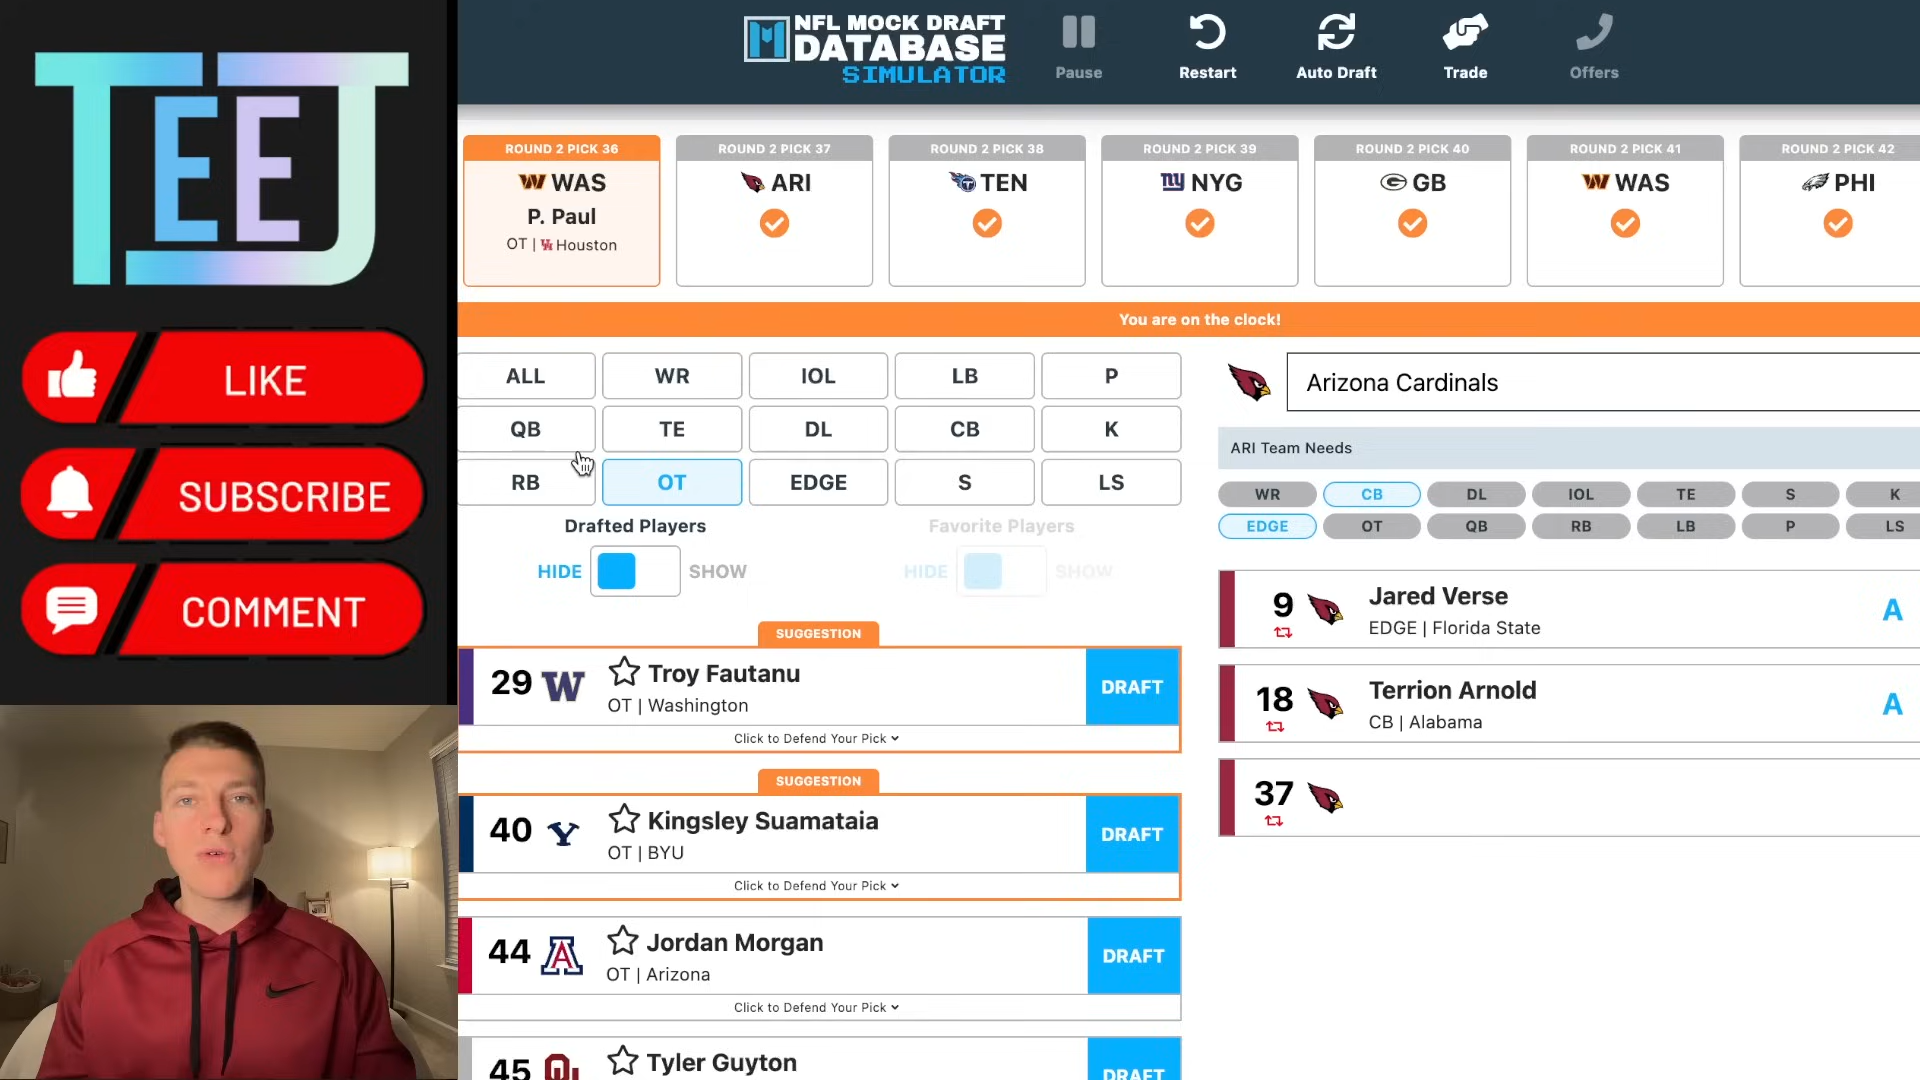 TEEJ
LIKE
SUBSCRIBE
COMMENT
NFL MOCK DRAFT
DATABASE
SIMULATOR
Pause
Restart
Auto Draft
Trade
Offers
ROUND 2 PICK 36
WAS
P. Paul
OT | Houston
ROUND 2 PICK 37
ARI
ROUND 2 PICK 38
TEN
ROUND 2 PICK 39
ny NYG
ROUND 2 PICK 40
G GB
ROUND 2 PICK 41
WAS
ROUND 2 PICK 42
PHI
You are on the clock!
ALL WR IOL LB P
QB TE DL CB K
RB OT EDGE S LS
Drafted Players
HIDE SHOW
Favorite Players
HIDE SHOW
SUGGESTION
29 W Troy Fautanu
OT | Washington
DRAFT
Click to Defend Your Pick
SUGGESTION
40 Y Kingsley Suamataia
OT | BYU
DRAFT
Click to Defend Your Pick
44 A Jordan Morgan
OT | Arizona
DRAFT
Click to Defend Your Pick
45 Tyler Guyton
DRAFT
Arizona Cardinals
ARI Team Needs
WR CB DL IOL TE S K
EDGE OT QB RB LB P LS
9 Jared Verse
EDGE | Florida State
A
18 Terrion Arnold
CB | Alabama
A
37